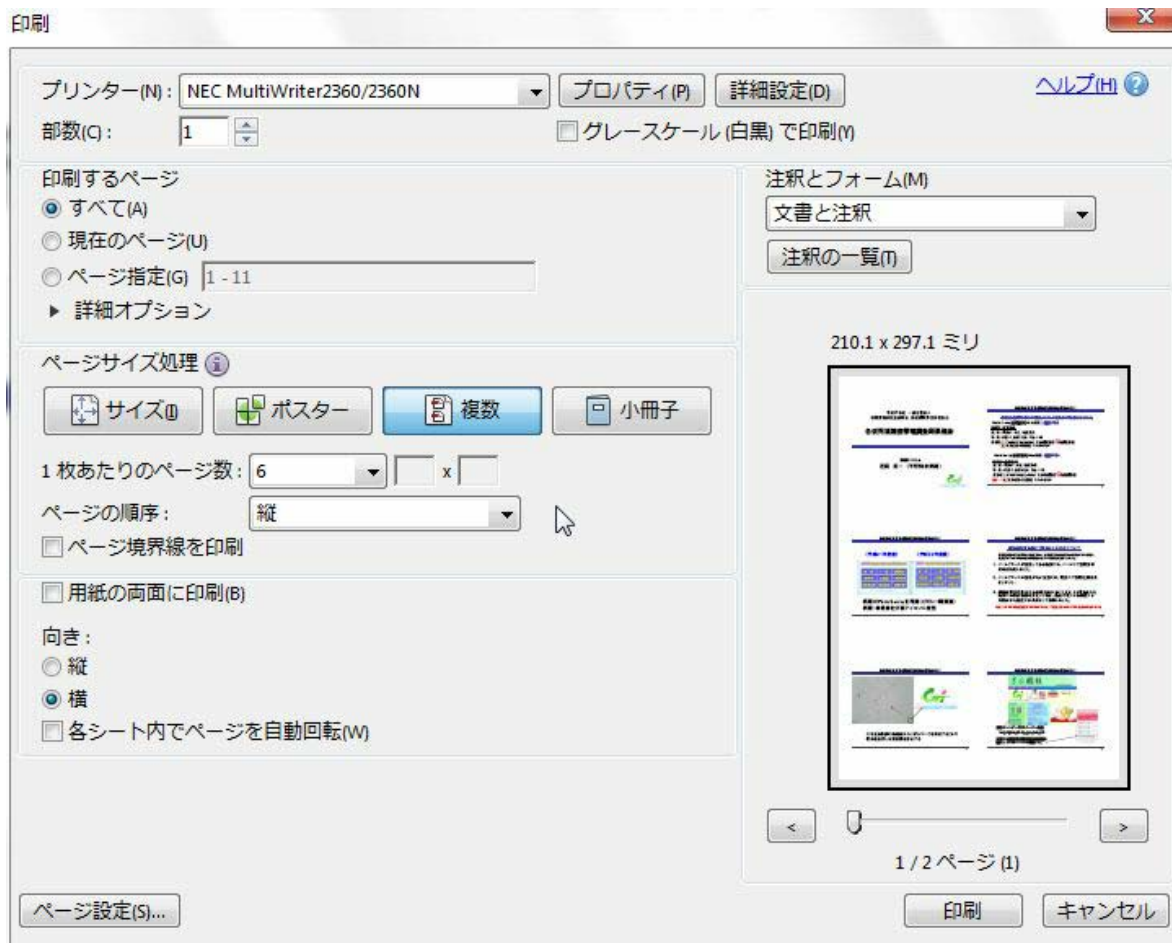 印刷
プリンター(N): NEC MultiWriter2360/2360N プロパティ(P) 詳細設定(D) ヘルプ(H)
部数(C): 1 グレースケール (白黒) で印刷(Y)
印刷するページ
すべて(A)
現在のページ(U)
ページ指定(G) 1 - 11
詳細オプション
注釈とフォーム(M)
文書と注釈
注釈の一覧(T)
ページサイズ処理
サイズ(I) ポスター 複数 小冊子
1 枚あたりのページ数: 6 x
ページの順序: 縦
ページ境界線を印刷
用紙の両面に印刷(B)
向き:
縦
横
各シート内でページを自動回転(W)
210.1 x 297.1 ミリ
< >
1 / 2 ページ (1)
ページ設定(S)... 印刷 キャンセル